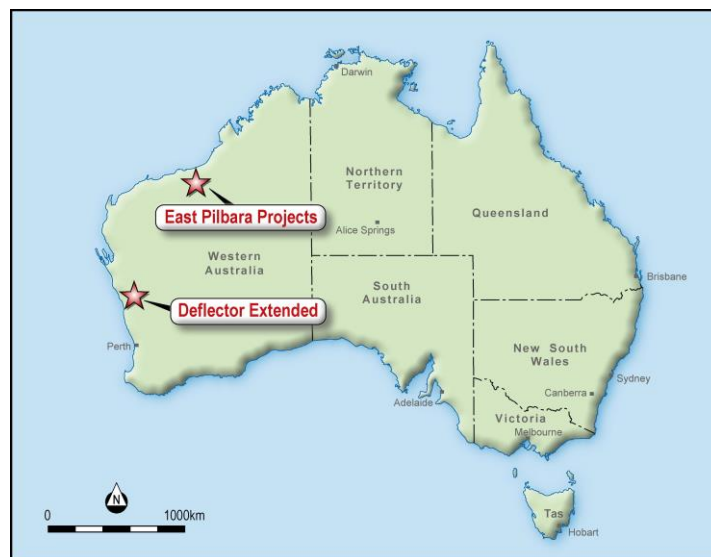 Darwin
Northern
Territory
East Pilbara Projects
Queensland
Alice Springs
Western
Australia
South
Australia
Brisbane
Deflector Extended
Perth
New South
Wales
Sydney
Canberra
Adelaide
Victoria
Melbourne
N
0 1000km
Tas
Hobart